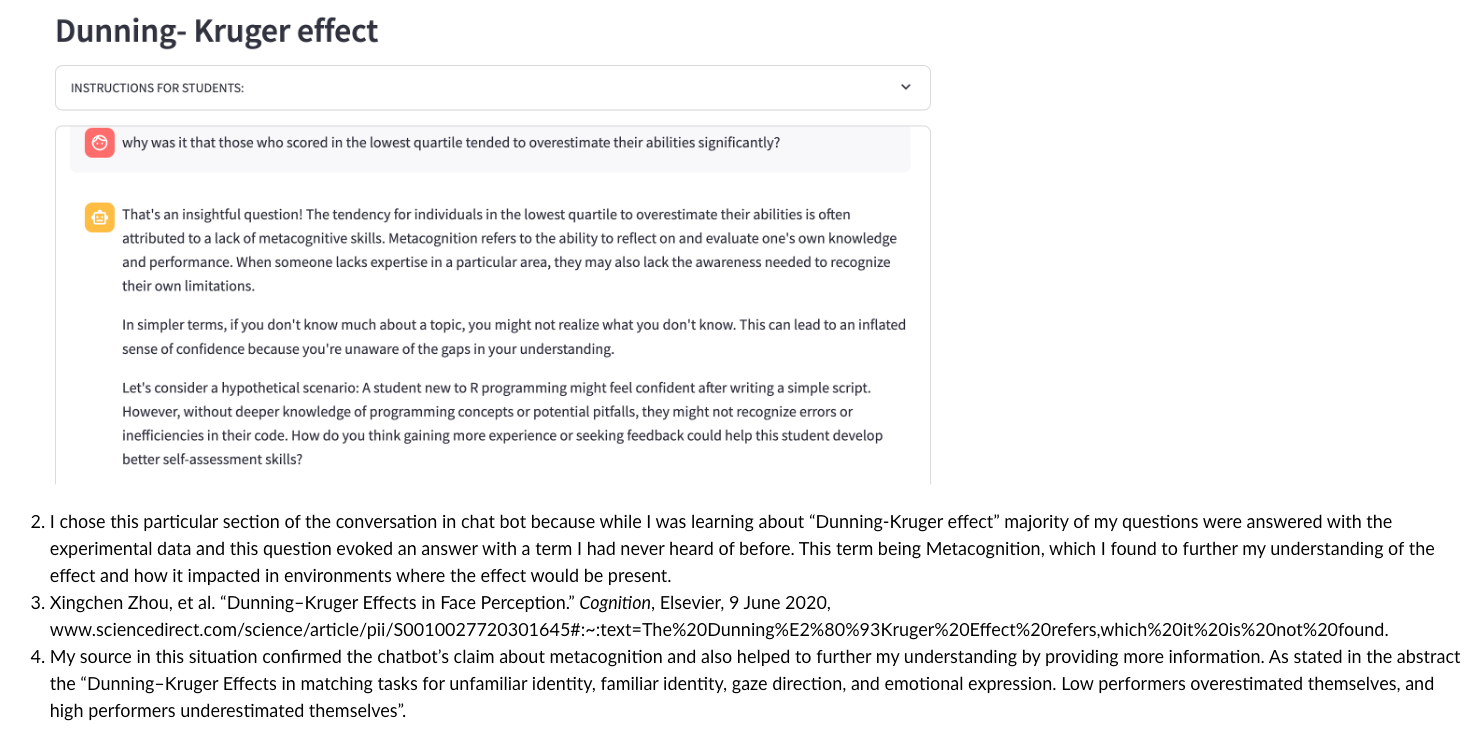 Dunning- Kruger effect
INSTRUCTIONS FOR STUDENTS:
why was it that those who scored in the lowest quartile tended to overestimate their abilities significantly?
That's an insightful question! The tendency for individuals in the lowest quartile to overestimate their abilities is often
attributed to a lack of metacognitive skills. Metacognition refers to the ability to reflect on and evaluate one's own knowledge
and performance. When someone lacks expertise in a particular area, they may also lack the awareness needed to recognize
their own limitations.
In simpler terms, if you don't know much about a topic, you might not realize what you don't know. This can lead to an inflated
sense of confidence because you're unaware of the gaps in your understanding.
Let's consider a hypothetical scenario: A student new to R programming might feel confident after writing a simple script.
However, without deeper knowledge of programming concepts or potential pitfalls, they might not recognize errors or
inefficiencies in their code. How do you think gaining more experience or seeking feedback could help this student develop
better self-assessment skills?
2. I chose this particular section of the conversation in chat bot because while I was learning about “Dunning-Kruger effect” majority of my questions were answered with the
experimental data and this question evoked an answer with a term I had never heard of before. This term being Metacognition, which I found to further my understanding of the
effect and how it impacted in environments where the effect would be present.
3. Xingchen Zhou, et al. “Dunning–Kruger Effects in Face Perception.” Cognition, Elsevier, 9 June 2020,
www.sciencedirect.com/science/article/pii/S0010027720301645#:~:text=The%20Dunning%E2%80%93Kruger%20Effect%20refers,which%20it%20is%20not%20found.
4. My source in this situation confirmed the chatbot’s claim about metacognition and also helped to further my understanding by providing more information. As stated in the abstract
the “Dunning–Kruger Effects in matching tasks for unfamiliar identity, familiar identity, gaze direction, and emotional expression. Low performers overestimated themselves, and
high performers underestimated themselves”.